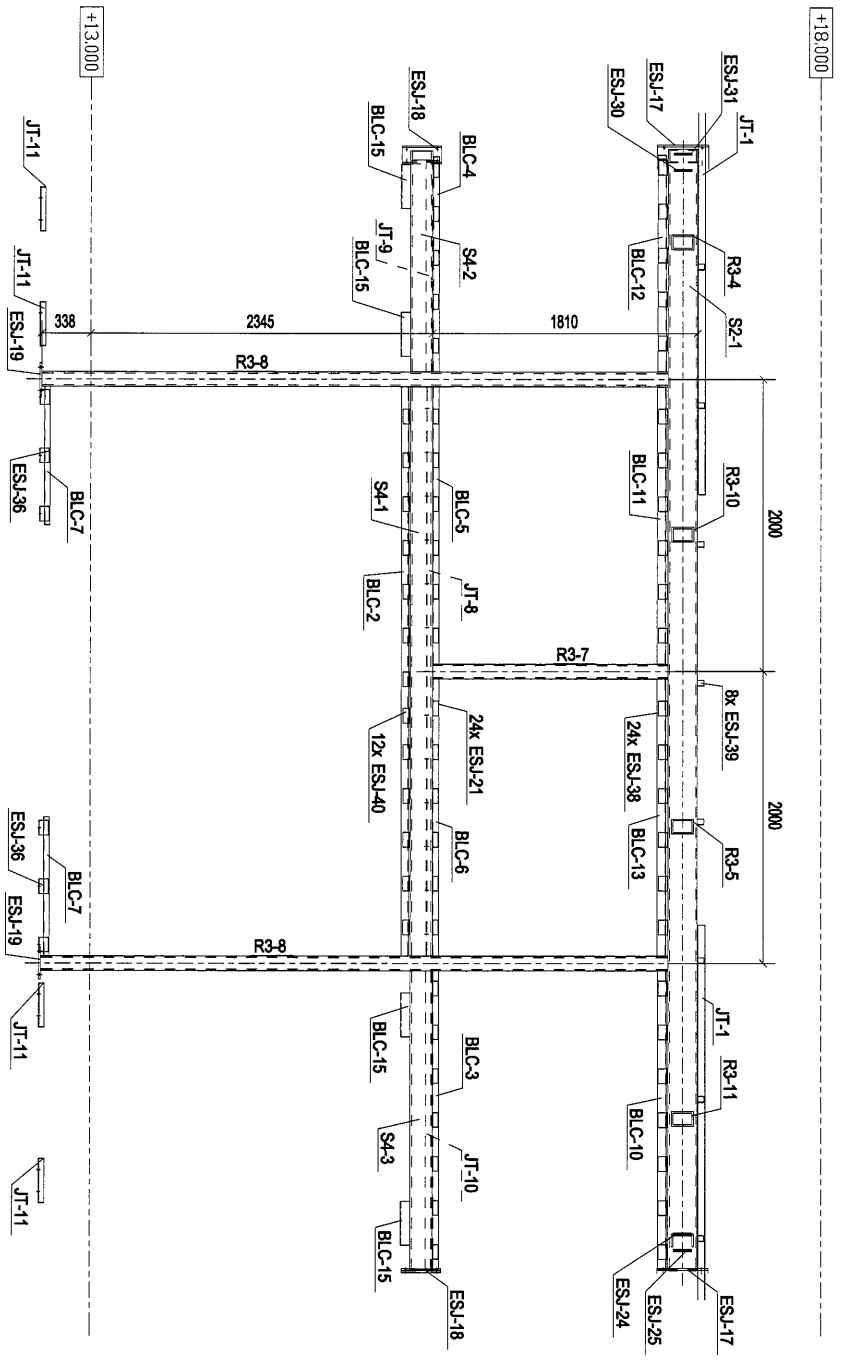 +18.000
ESJ-31
JT-1
ESJ-30
ESJ-17
R3-4
S2-1
R3-10
8x ESJ-39
R3-5
JT-1
R3-11
ESJ-17
ESJ-25
ESJ-24
2000
2000
BLC-12
BLC-11
24x ESJ-38
BLC-13
BLC-10
1810
R3-7
ESJ-18
BLC-4
S4-2
BLC-5
JT-8
24x ESJ-21
BLC-6
BLC-3
JT-10
ESJ-18
BLC-15
JT-9
BLC-15
S4-1
BLC-2
12x ESJ-40
BLC-15
S4-3
BLC-15
2345
R3-8
R3-8
+13.000
338
JT-11
JT-11
ESJ-19
ESJ-36
BLC-7
ESJ-36
BLC-7
ESJ-19
JT-11
JT-11